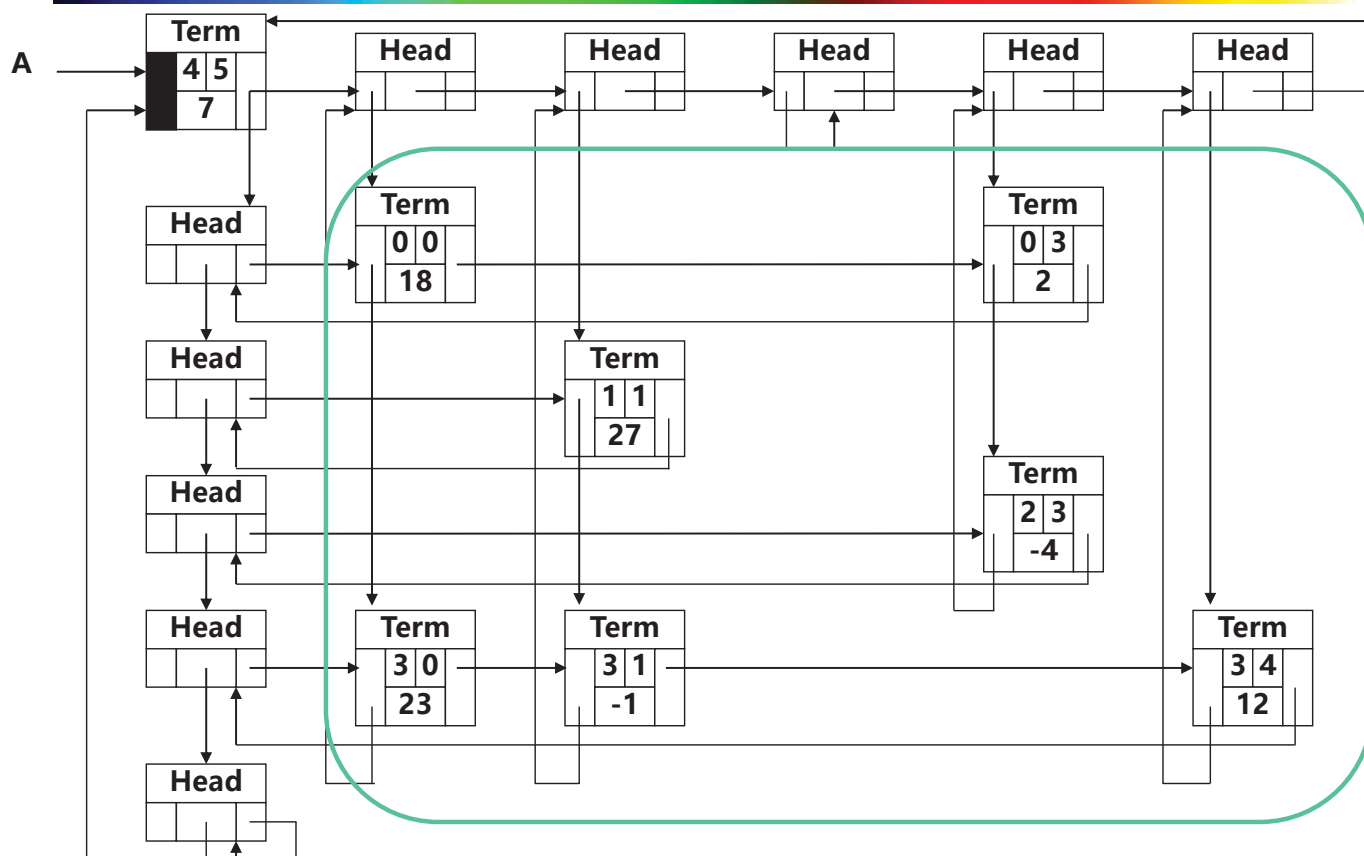 Term
A
4 5
7
Head
Head
Head
Head
Head
Head
Term
0 0
18
Term
0 3
2
Head
Term
1 1
27
Head
Term
2 3
-4
Head
Term
3 0
23
Term
3 1
-1
Term
3 4
12
Head